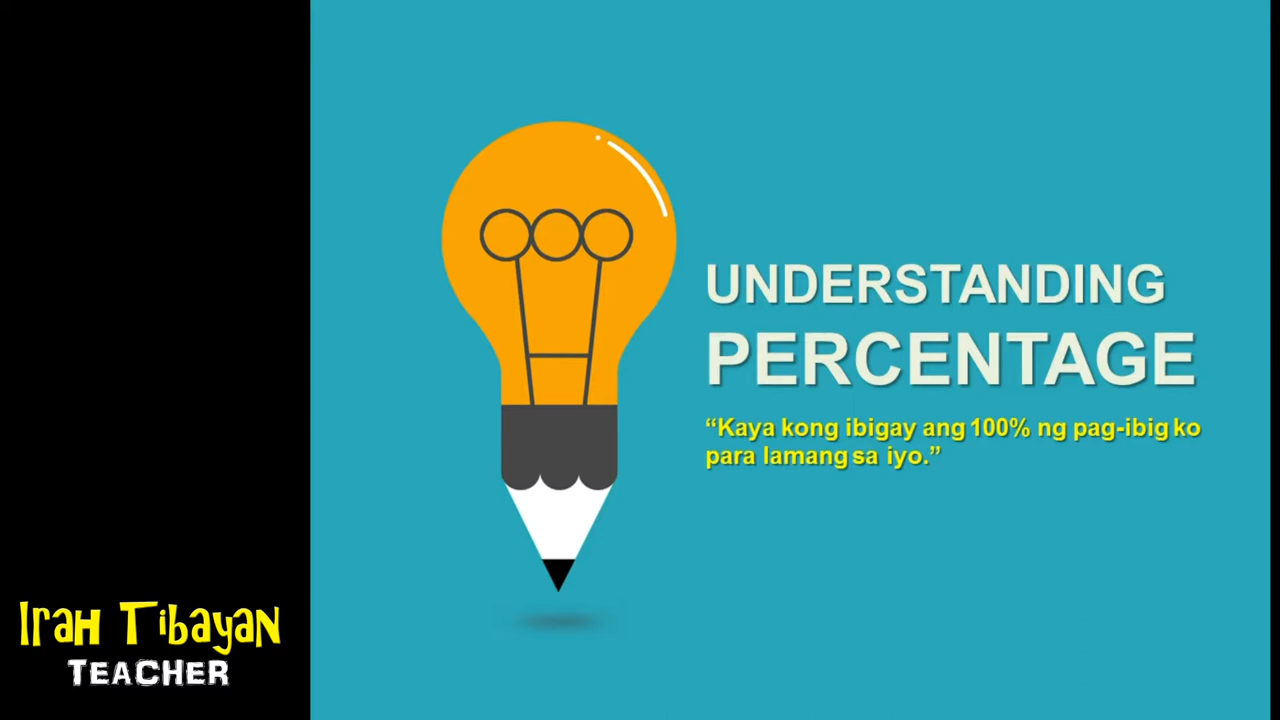 UNDERSTANDING
PERCENTAGE
“Kaya kong ibigay ang 100% ng pag-ibig ko
para lamang sa iyo.”
Irah Tibayan
TEACHER